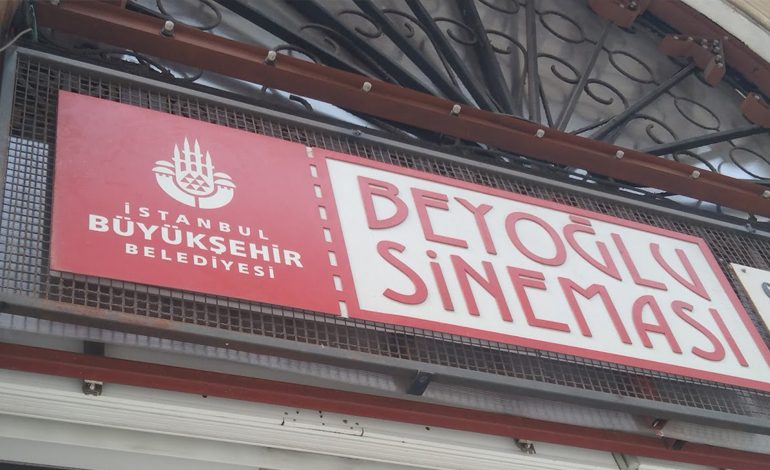 İSTANBUL
BÜYÜKŞEHİR
BELEDİYESİ
BEYOĞLU
SİNEMASI